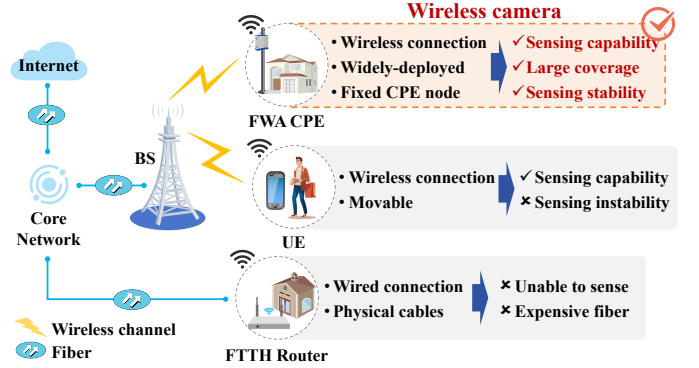 Wireless camera
Internet
• Wireless connection
• Widely-deployed
• Fixed CPE node
✓ Sensing capability
✓ Large coverage
✓ Sensing stability
FWA CPE
BS
Core
Network
• Wireless connection
• Movable
✓ Sensing capability
✘ Sensing instability
UE
• Wired connection
• Physical cables
✘ Unable to sense
✘ Expensive fiber
FTTH Router
Wireless channel
Fiber